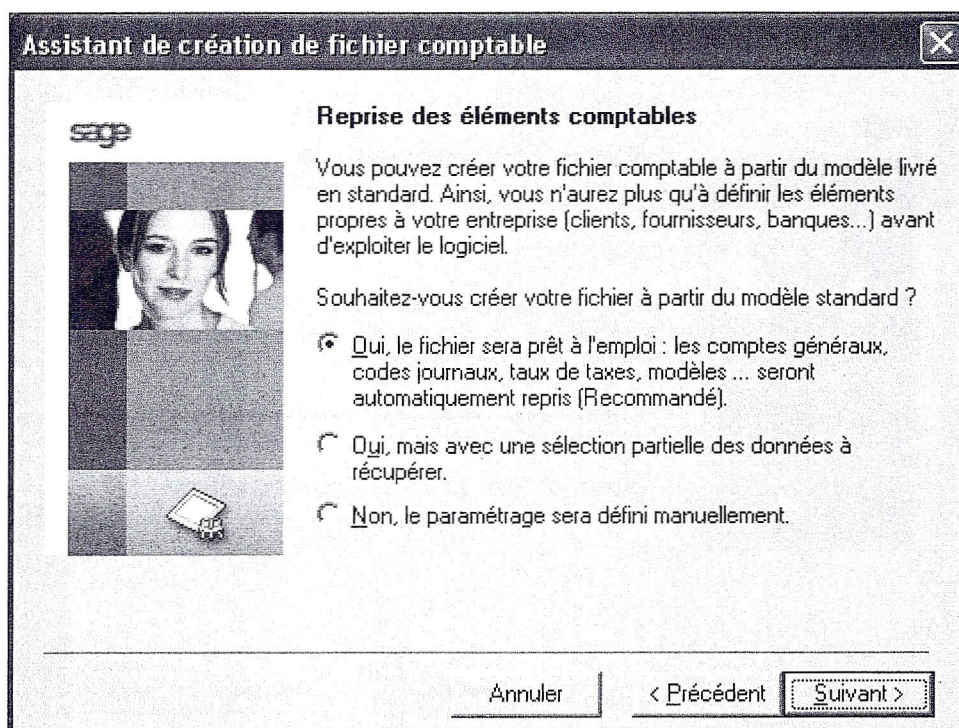 Assistant de création de fichier comptable
sage
Reprise des éléments comptables
Vous pouvez créer votre fichier comptable à partir du modèle livré
en standard. Ainsi, vous n'aurez plus qu'à définir les éléments
propres à votre entreprise (clients, fournisseurs, banques...) avant
d'exploiter le logiciel.
Souhaitez-vous créer votre fichier à partir du modèle standard ?
Oui, le fichier sera prêt à l'emploi : les comptes généraux,
codes journaux, taux de taxes, modèles ... seront
automatiquement repris (Recommandé).
Oui, mais avec une sélection partielle des données à
récupérer.
Non, le paramétrage sera défini manuellement.
Annuler
< Précédent
Suivant >